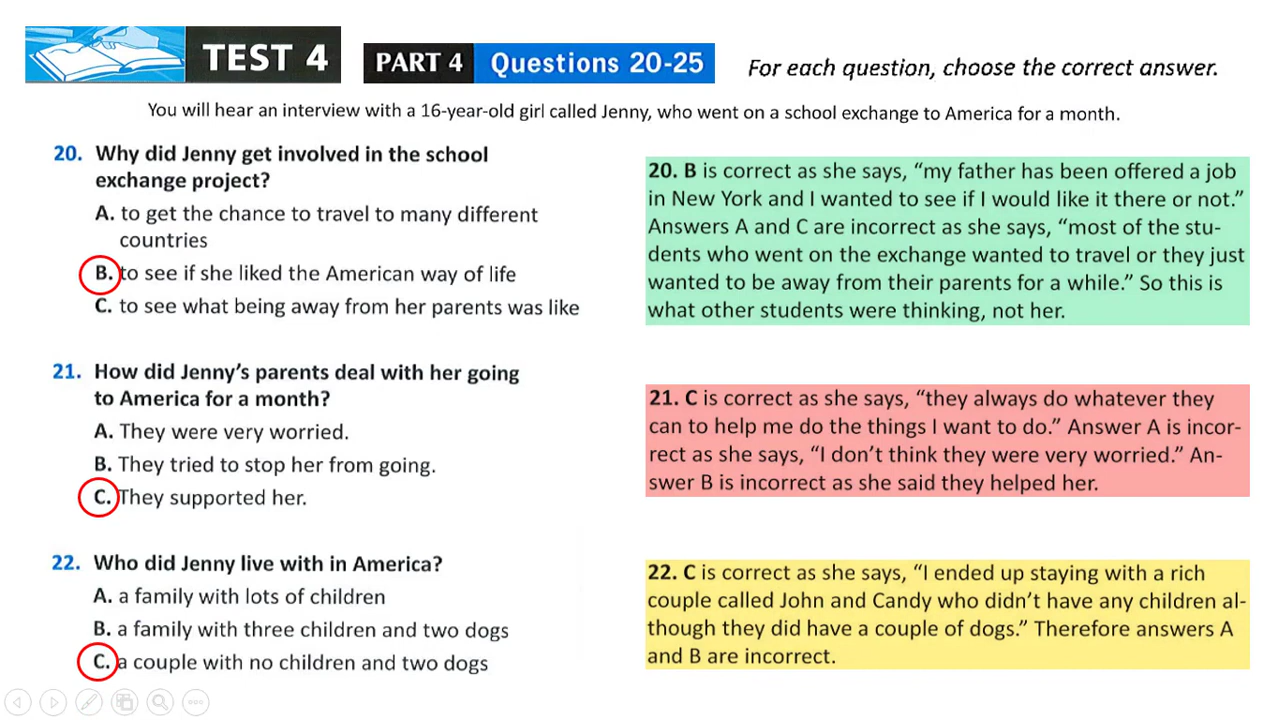 TEST 4
PART 4 Questions 20-25 For each question, choose the correct answer.
You will hear an interview with a 16-year-old girl called Jenny, who went on a school exchange to America for a month.
20. Why did Jenny get involved in the school
exchange project?
A. to get the chance to travel to many different
countries
B. to see if she liked the American way of life
C. to see what being away from her parents was like
20. B is correct as she says, “my father has been offered a job
in New York and I wanted to see if I would like it there or not.”
Answers A and C are incorrect as she says, “most of the stu-
dents who went on the exchange wanted to travel or they just
wanted to be away from their parents for a while.” So this is
what other students were thinking, not her.
21. How did Jenny’s parents deal with her going
to America for a month?
A. They were very worried.
B. They tried to stop her from going.
C. They supported her.
21. C is correct as she says, “they always do whatever they
can to help me do the things I want to do.” Answer A is incor-
rect as she says, “I don’t think they were very worried.” An-
swer B is incorrect as she said they helped her.
22. Who did Jenny live with in America?
A. a family with lots of children
B. a family with three children and two dogs
C. a couple with no children and two dogs
22. C is correct as she says, “I ended up staying with a rich
couple called John and Candy who didn’t have any children al-
though they did have a couple of dogs.” Therefore answers A
and B are incorrect.